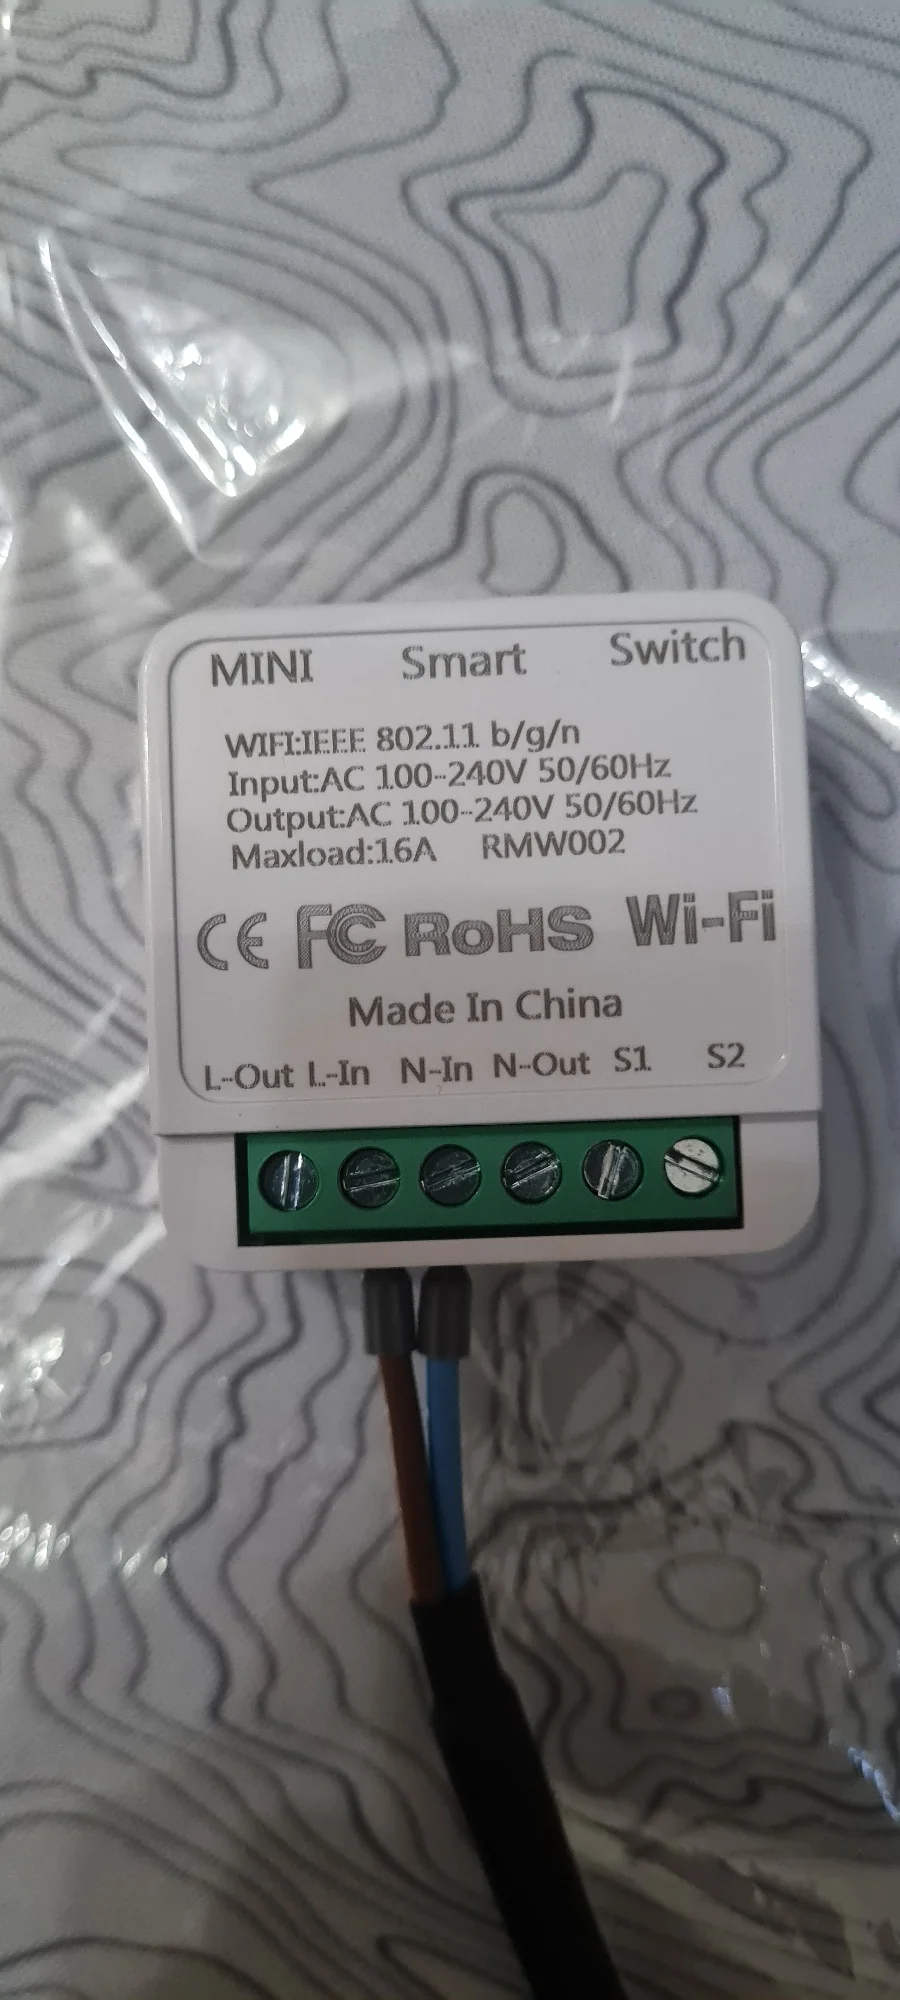 MINI Smart Switch
WIFI:IEEE 802.11 b/g/n
Input:AC 100-240V 50/60Hz
Output:AC 100-240V 50/60Hz
Maxload:16A RMW002
CE FC RoHS Wi-Fi
Made In China
L-Out L-In N-In N-Out S1 S2